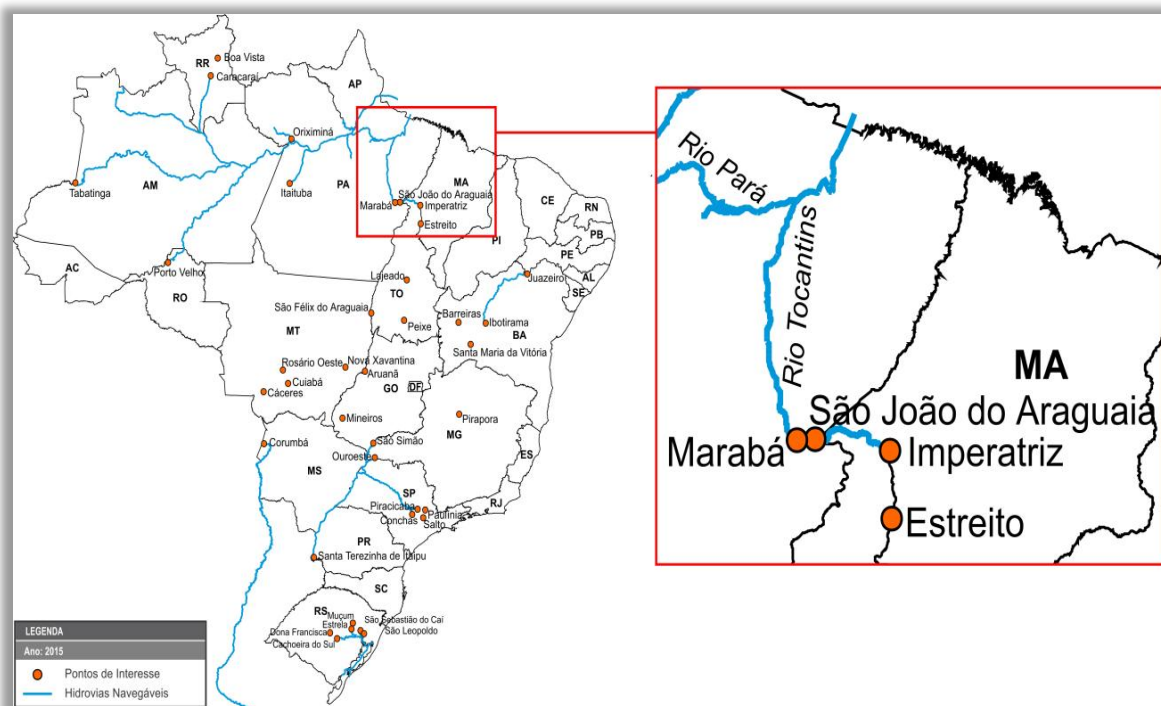 RR
Boa Vista
Caracaraí
AP
Oriximiná
Tabatinga
AM
Itaituba
PA
Marabá
São João do Araguaia
MA
Imperatriz
Estreito
CE
RN
PB
PE
AL
SE
PI
AC
Porto Velho
RO
Lajeado
TO
Juazeiro
São Félix do Araguaia
Peixe
Barreiras
Ibotirama
BA
Santa Maria da Vitória
MT
Rosário Oeste
Nova Xavantina
Cuiabá
Aruanã
Cáceres
GO
DF
Mineiros
Pirapora
MG
ES
Corumbá
São Simão
Ouroeste
MS
SP
RJ
Piracicaba
Paulínia
Conchas
Salto
PR
Santa Terezinha de Itaipu
SC
RS
Muçum
Estrela
São Sebastião do Caí
Dona Francisca
São Leopoldo
Cachoeira do Sul
LEGENDA
Ano: 2015
Pontos de Interesse
Hidrovias Navegáveis
Rio Pará
Rio Tocantins
MA
São João do Araguaia
Marabá
Imperatriz
Estreito